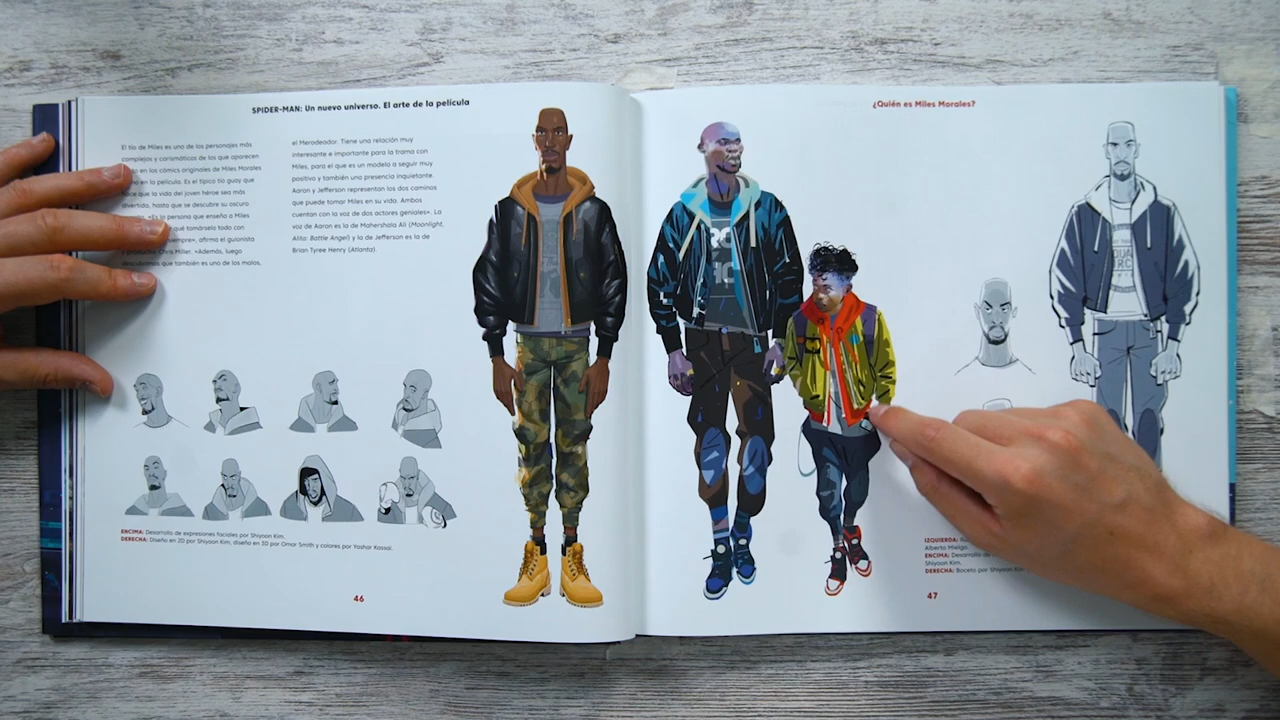 SPIDER-MAN: Un nuevo universo. El arte de la película
El tío de Miles es uno de los personajes más
complejos y carismáticos de los que aparecen
en los cómics originales de Miles Morales
en la película. Es el típico tío guay que
que la vida del joven héroe sea más
divertida, hasta que se descubre su oscuro
«Es la persona que enseña a Miles
qué tomárselo todo con
siempre», afirma el guionista
y productor Chris Miller. «Además, luego
descubrimos que también es uno de los malos,
el Merodeador. Tiene una relación muy
interesante e importante para la trama con
Miles, para el que es un modelo a seguir muy
positivo y también una presencia inquietante.
Aaron y Jefferson representan los dos caminos
que puede tomar Miles en su vida. Ambos
cuentan con la voz de dos actores geniales». La
voz de Aaron es la de Mahershala Ali (Moonlight,
Alita: Battle Angel) y la de Jefferson es la de
Brian Tyree Henry (Atlanta).
ENCIMA: Desarrollo de expresiones faciales por Shiyoon Kim.
DERECHA: Diseño en 2D por Shiyoon Kim, diseño en 3D por Omar Smith y colores por Yashar Kassai.
46
¿Quién es Miles Morales?
IZQUIERDA:
Alberto Mielgo.
ENCIMA: Desarrollo de
Shiyoon Kim.
DERECHA: Boceto por Shiyoon Kim
47